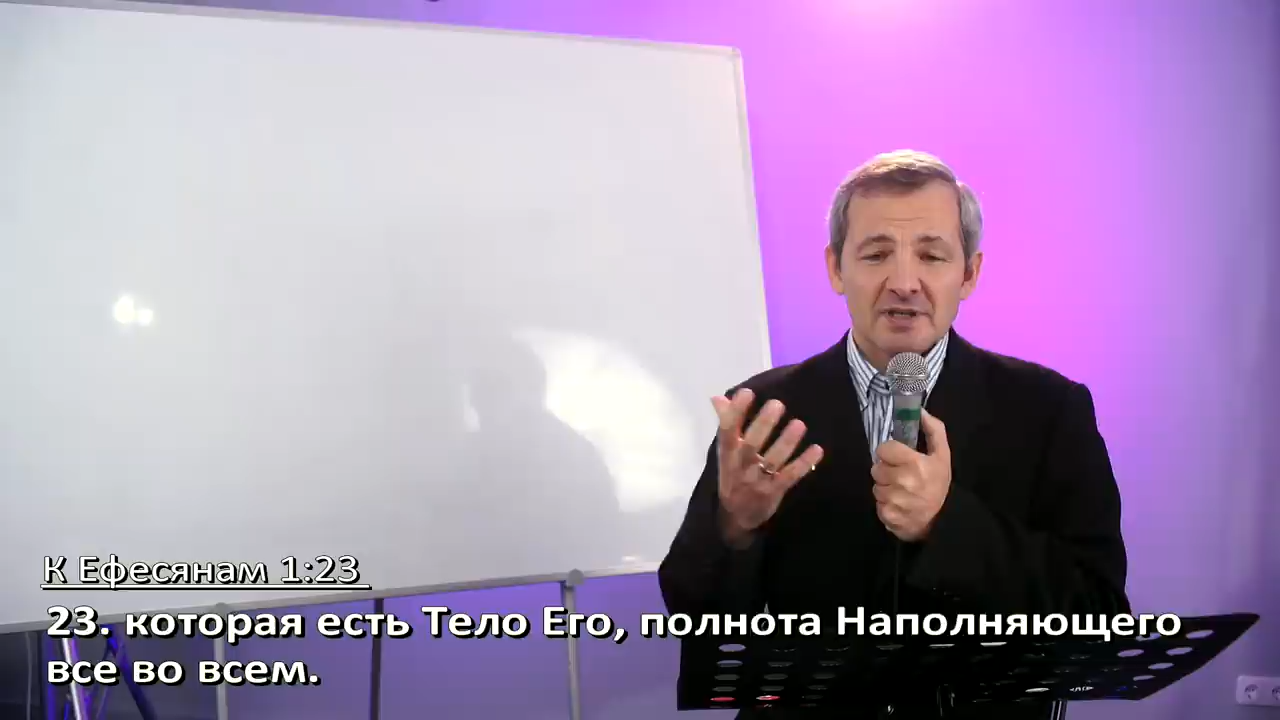 К Ефесянам 1:23
23. которая есть Тело Его, полнота Наполняющего
все во всем.